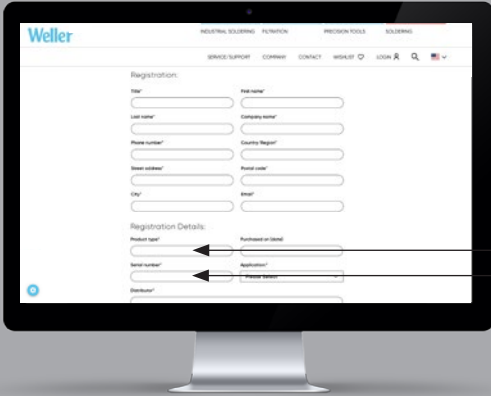 Weller
INDUSTRIAL SOLDERING FILTRATION PRECISION TOOLS SOLDERING
SERVICE/SUPPORT COMPANY CONTACT WISHLIST LOGIN
Registration:
Title* First name*
Last name* Company name*
Phone number* Country/Region*
Street address* Postal code*
City* Email*
Registration Details:
Product type* Purchased on (date)
Serial number* Application:*
Please Select
Distributor*